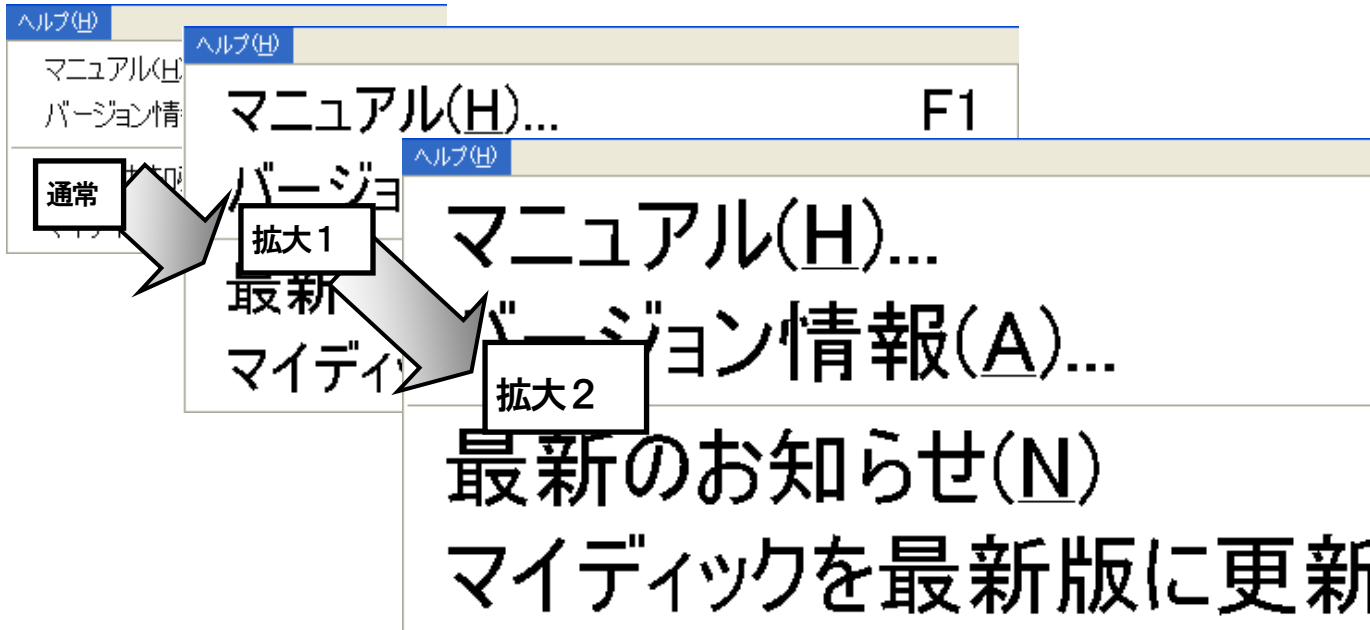 ヘルプ(H)
マニュアル(H)
バージョン情
通常
ヘルプ(H)
マニュアル(H)... F1
バージョ
拡大1
最新
マイディ
ヘルプ(H)
マニュアル(H)...
バージョン情報(A)...
拡大2
最新のお知らせ(N)
マイディックを最新版に更新